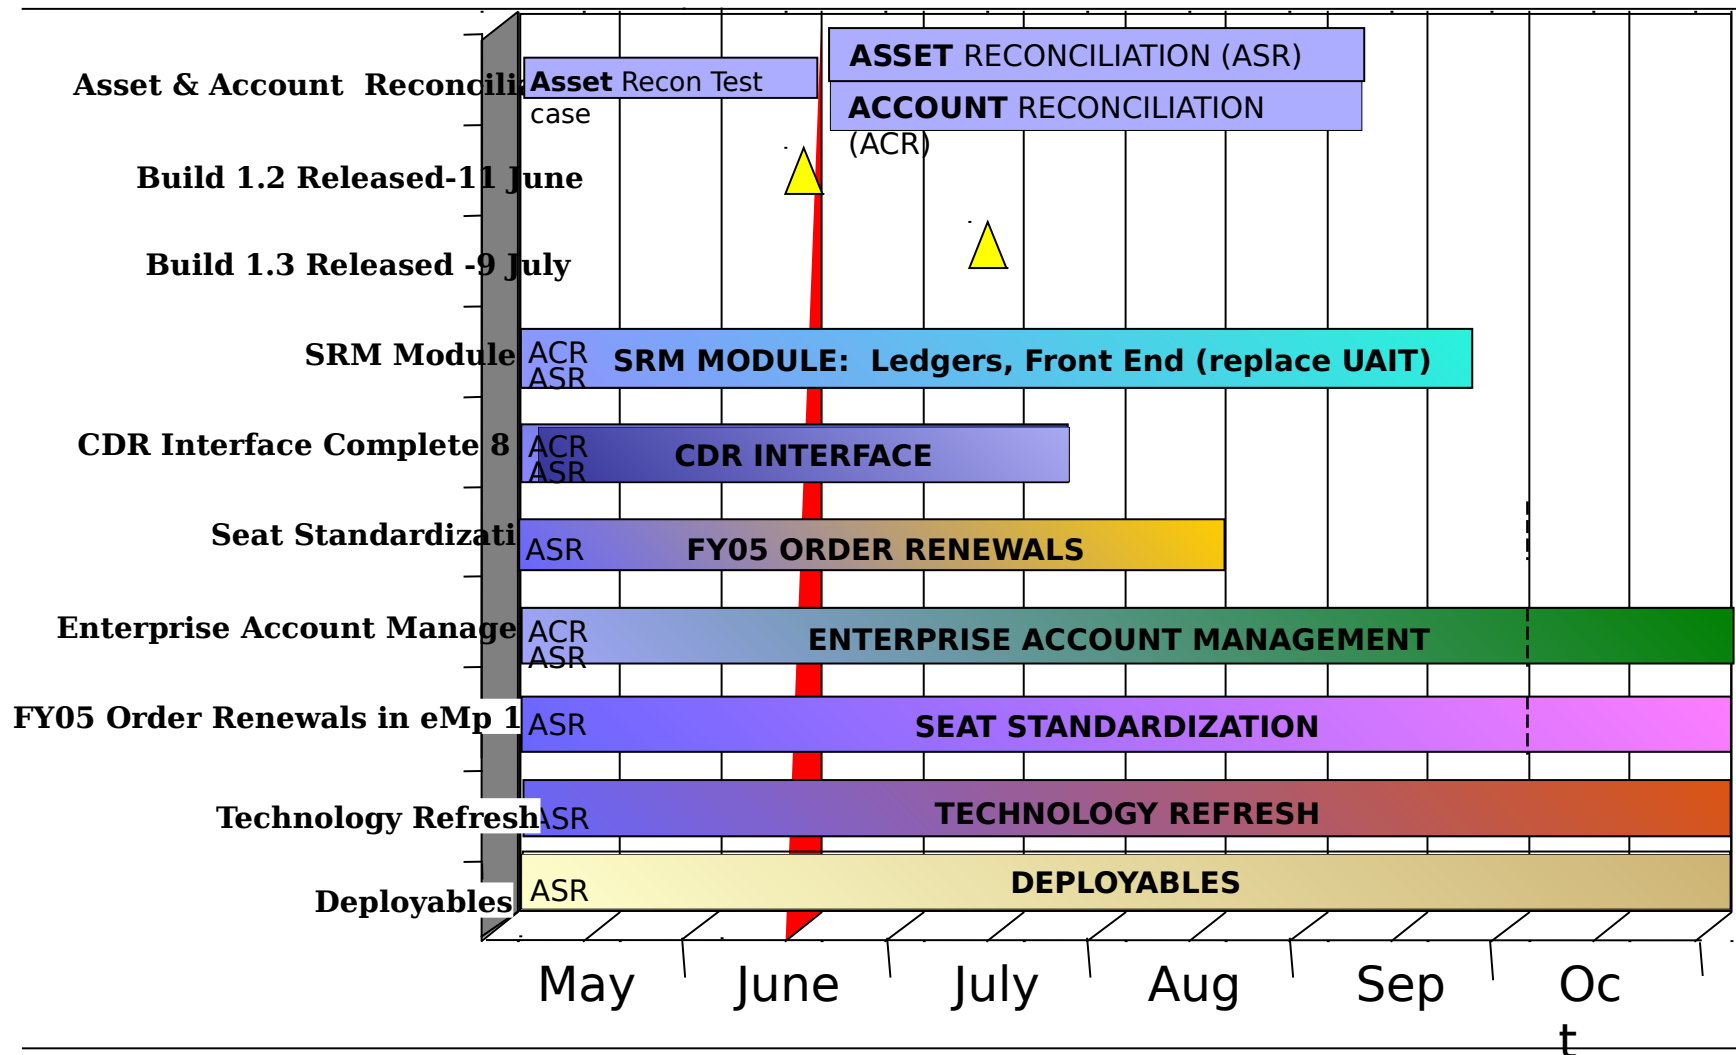 Asset & Account  Reconcili
Asset Recon Test
case
ASSET RECONCILIATION (ASR)
ACCOUNT RECONCILIATION
(ACR)
Build 1.2 Released-11 June
Build 1.3 Released -9 July
SRM Module
ACR
ASR
SRM MODULE:  Ledgers, Front End (replace UAIT)
CDR Interface Complete 8
ACR
ASR
CDR INTERFACE
Seat Standardizati
ASR
FY05 ORDER RENEWALS
Enterprise Account Manage
ACR
ASR
ENTERPRISE ACCOUNT MANAGEMENT
FY05 Order Renewals in eMp 1
ASR
SEAT STANDARDIZATION
Technology Refresh
ASR
TECHNOLOGY REFRESH
Deployables
ASR
DEPLOYABLES
May
June
July
Aug
Sep
Oc
t